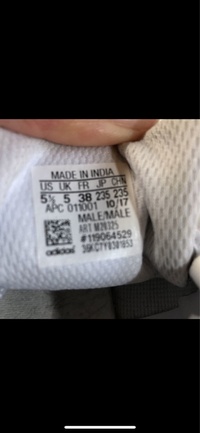 MADE IN INDIA
US UK FR JP CHN
5½ 5 38 235 235
APC 011001 10/17
MALE/MALE
ART M20325
#119064529
adidas